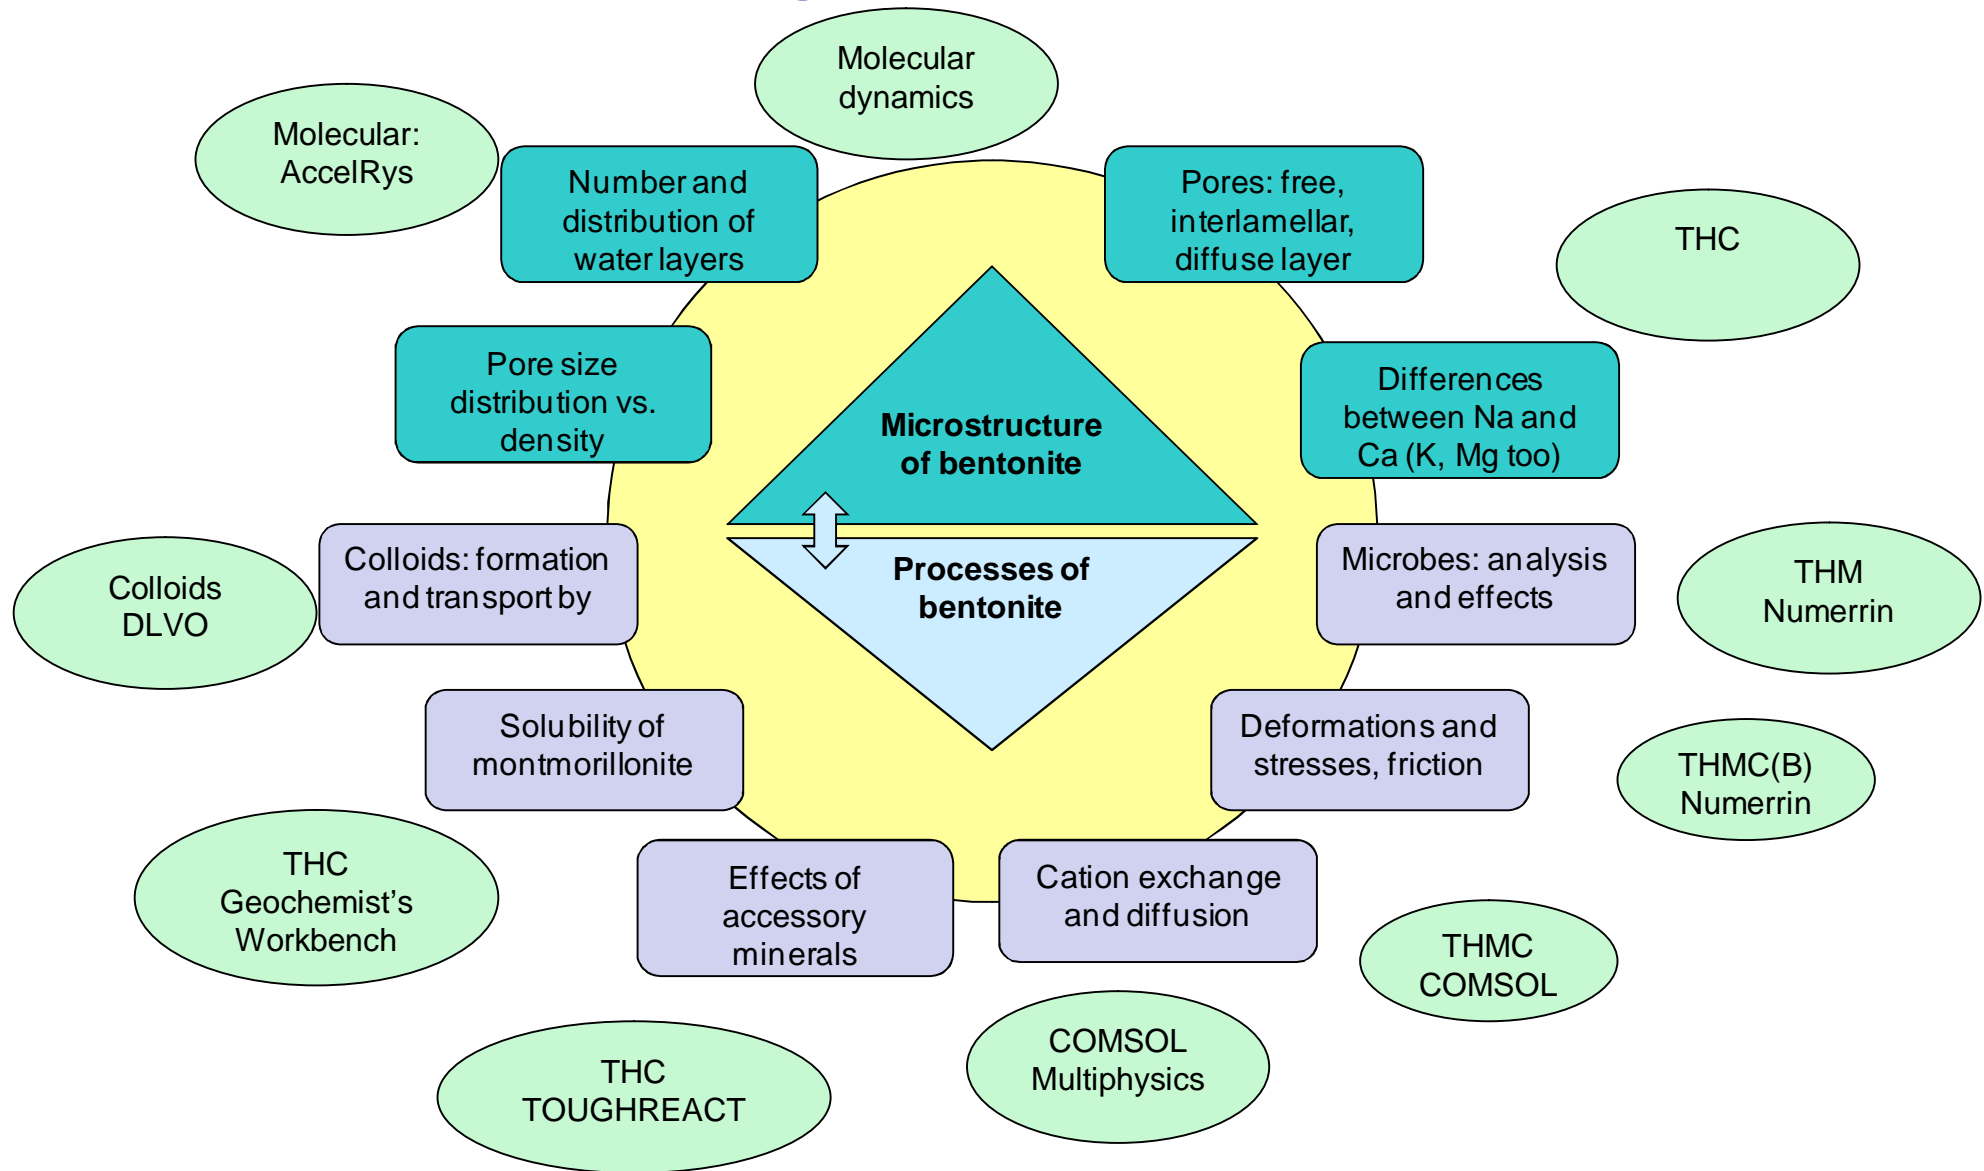 Molecular
dynamics
Molecular:
AccelRys
Number and
distribution of
water layers
Pores: free,
interlamellar,
diffuse layer
THC
Pore size
distribution vs.
density
Differences
between Na and
Ca (K, Mg too)
Microstructure
of bentonite
Processes of
bentonite
Colloids
DLVO
Colloids: formation
and transport by
Microbes: analysis
and effects
THM
Numerrin
Solubility of
montmorillonite
Deformations and
stresses, friction
THMC(B)
Numerrin
THC
Geochemist's
Workbench
Effects of
accessory
minerals
Cation exchange
and diffusion
THMC
COMSOL
THC
TOUGHREACT
COMSOL
Multiphysics